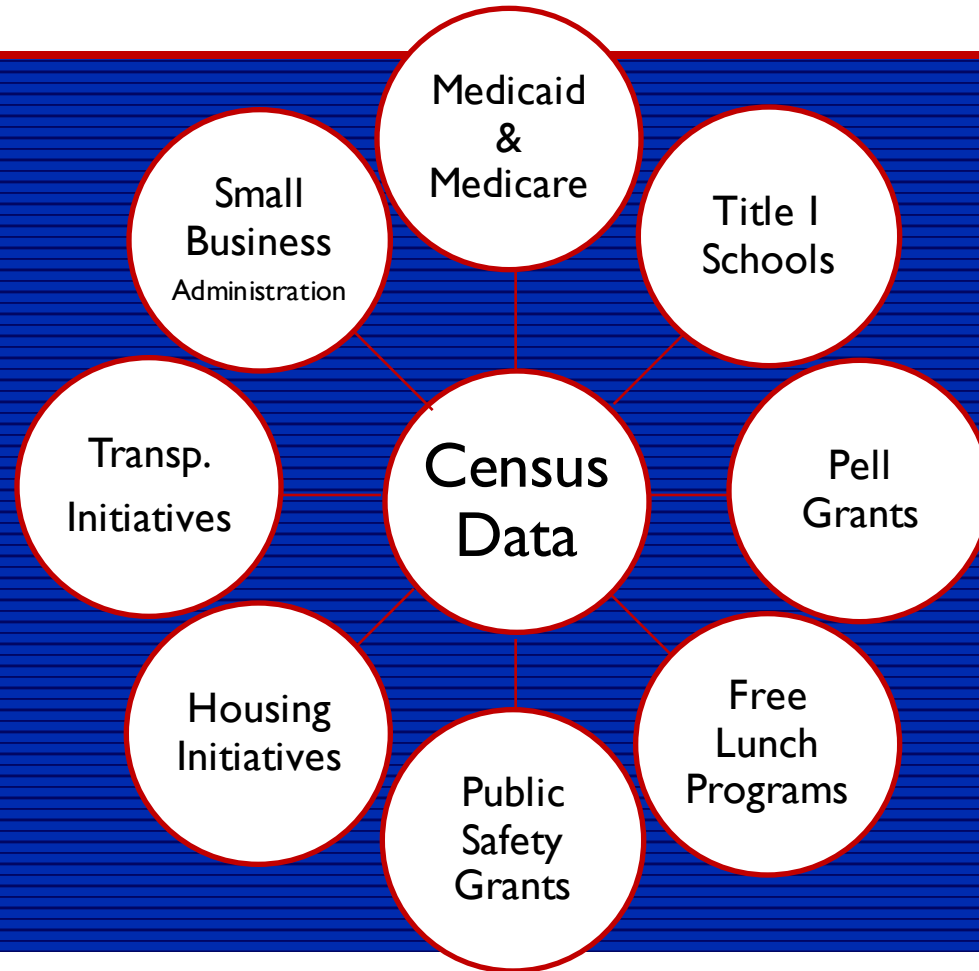 Medicaid
&
Medicare
Small
Business
Administration
Title I
Schools
Transp.
Initiatives
Census
Data
Pell
Grants
Housing
Initiatives
Free
Lunch
Programs
Public
Safety
Grants